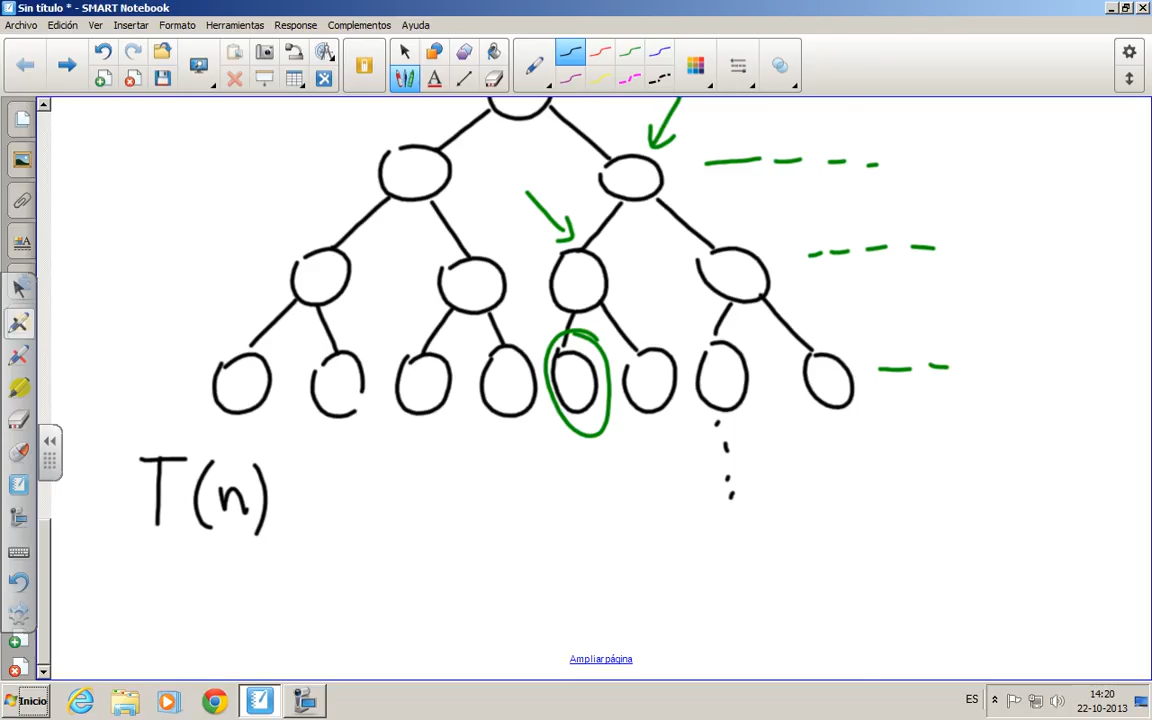 Sin título * - SMART Notebook
Archivo Edición Ver Insertar Formato Herramientas Response Complementos Ayuda
T(n)
Ampliar página
Inicio
ES
14:20
22-10-2013